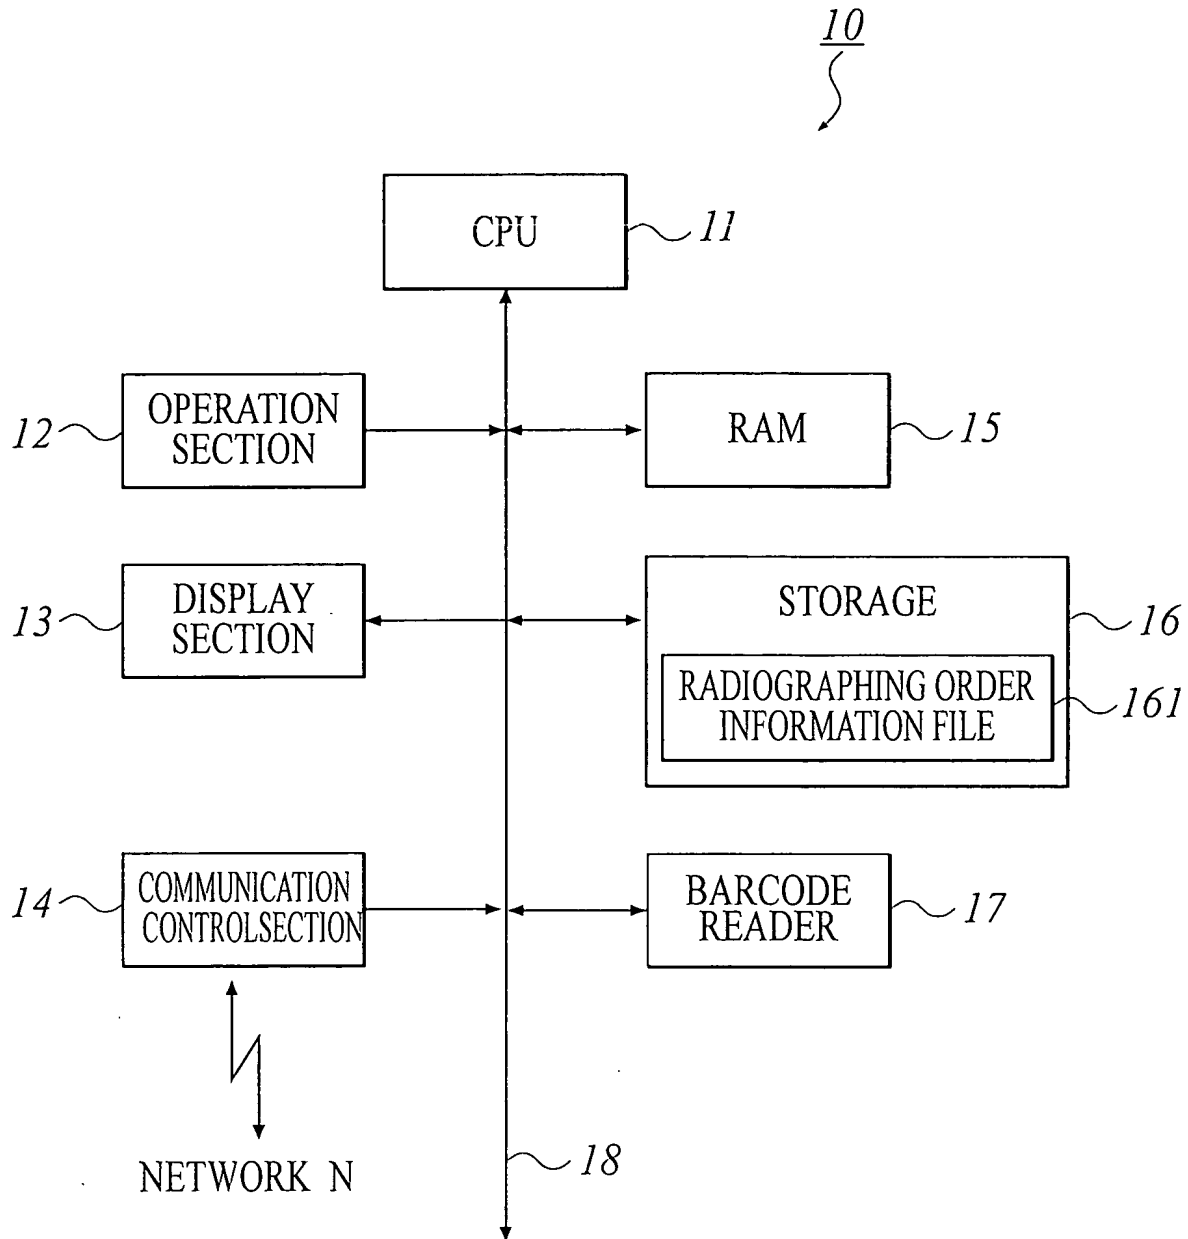 10
CPU
11
OPERATION
SECTION
12
RAM
15
DISPLAY
SECTION
13
STORAGE
16
RADIOGRAPHING ORDER
INFORMATION FILE
161
COMMUNICATION
CONTROLSECTION
14
BARCODE
READER
17
NETWORK N
18